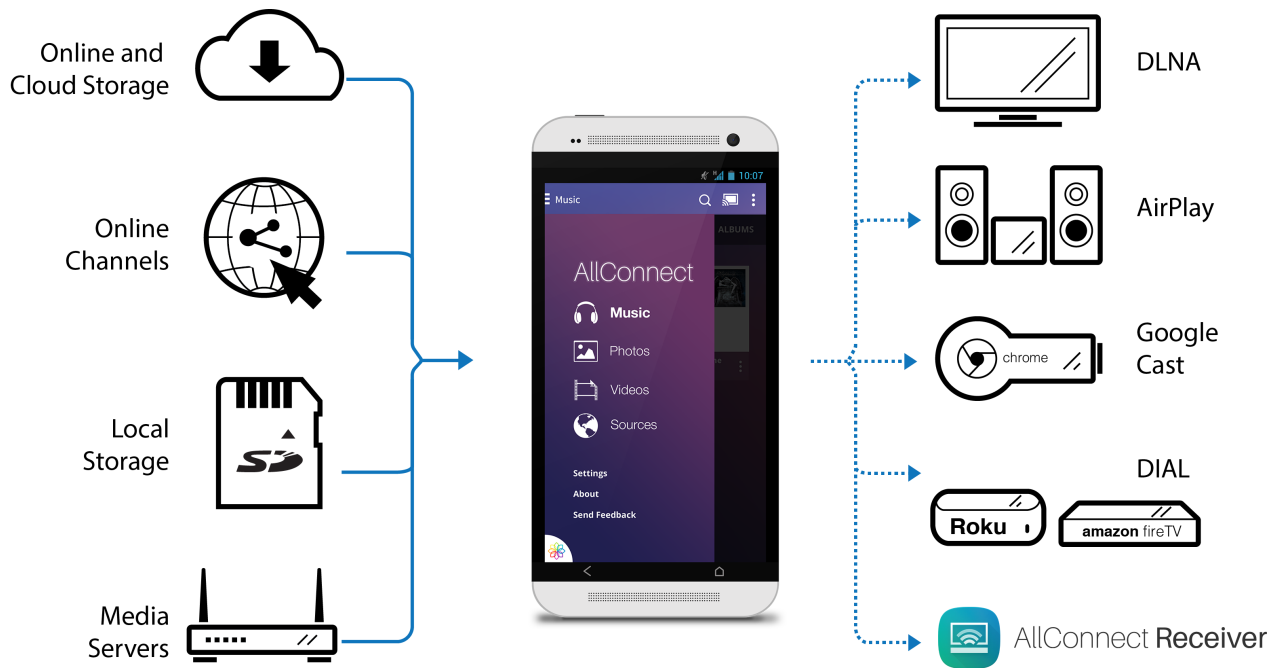 Online and
Cloud Storage
Online
Channels
Local
Storage
SD
Media
Servers
10:07
Music
ALBUMS
AllConnect
Music
Photos
Videos
Sources
Settings
About
Send Feedback
DLNA
AirPlay
chrome
Google
Cast
DIAL
Roku
amazon fireTV
AllConnect Receiver